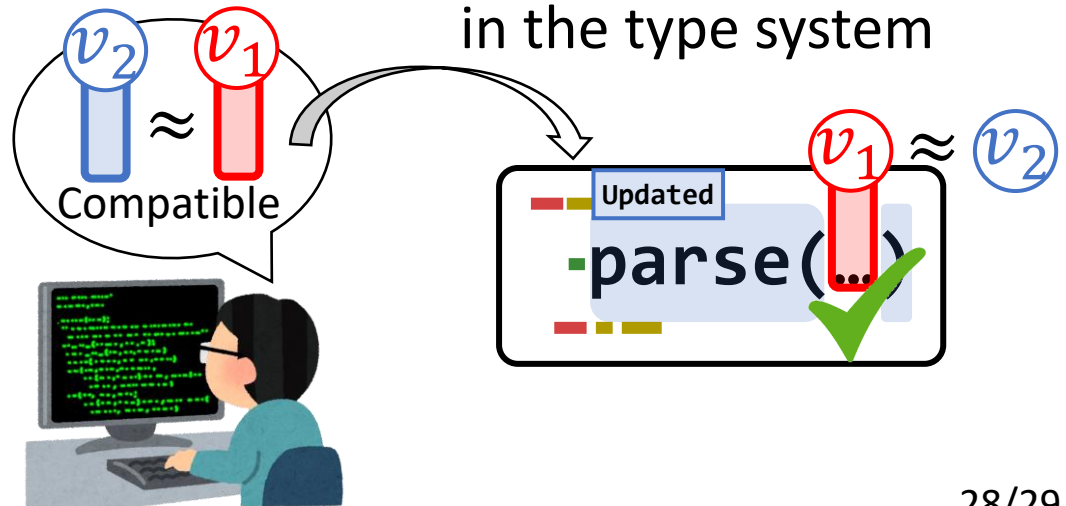 in the type system
v₂ ≈ v₁
Compatible
v₁ ≈ v₂
Updated
parse(...)
28/29